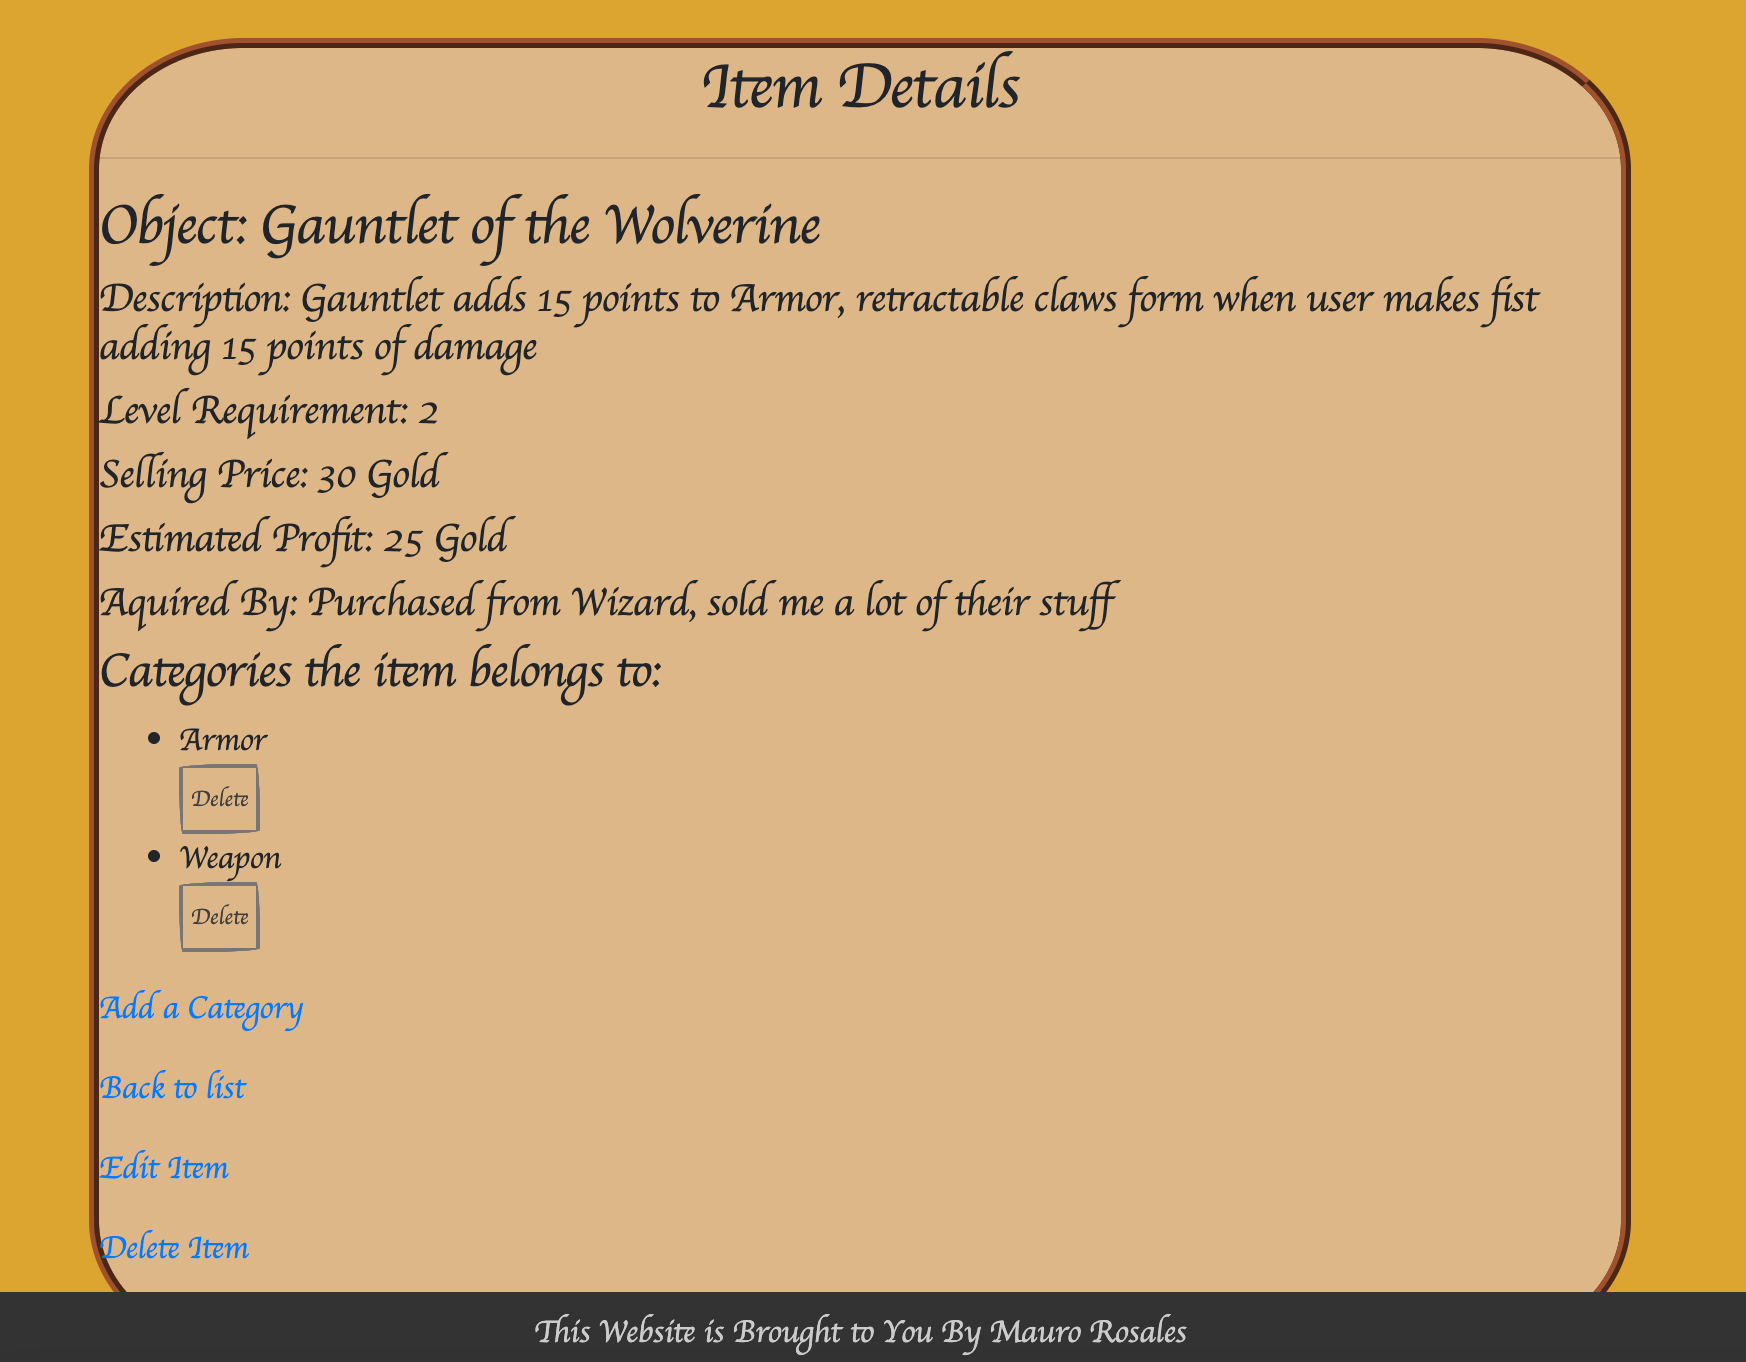 Item Details
Object: Gauntlet of the Wolverine
Description: Gauntlet adds 15 points to Armor, retractable claws form when user makes fist
adding 15 points of damage
Level Requirement: 2
Selling Price: 30 Gold
Estimated Profit: 25 Gold
Aquired By: Purchased from Wizard, sold me a lot of their stuff
Categories the item belongs to:
Armor
Delete
Weapon
Delete
Add a Category
Back to list
Edit Item
Delete Item
This Website is Brought to You By Mauro Rosales